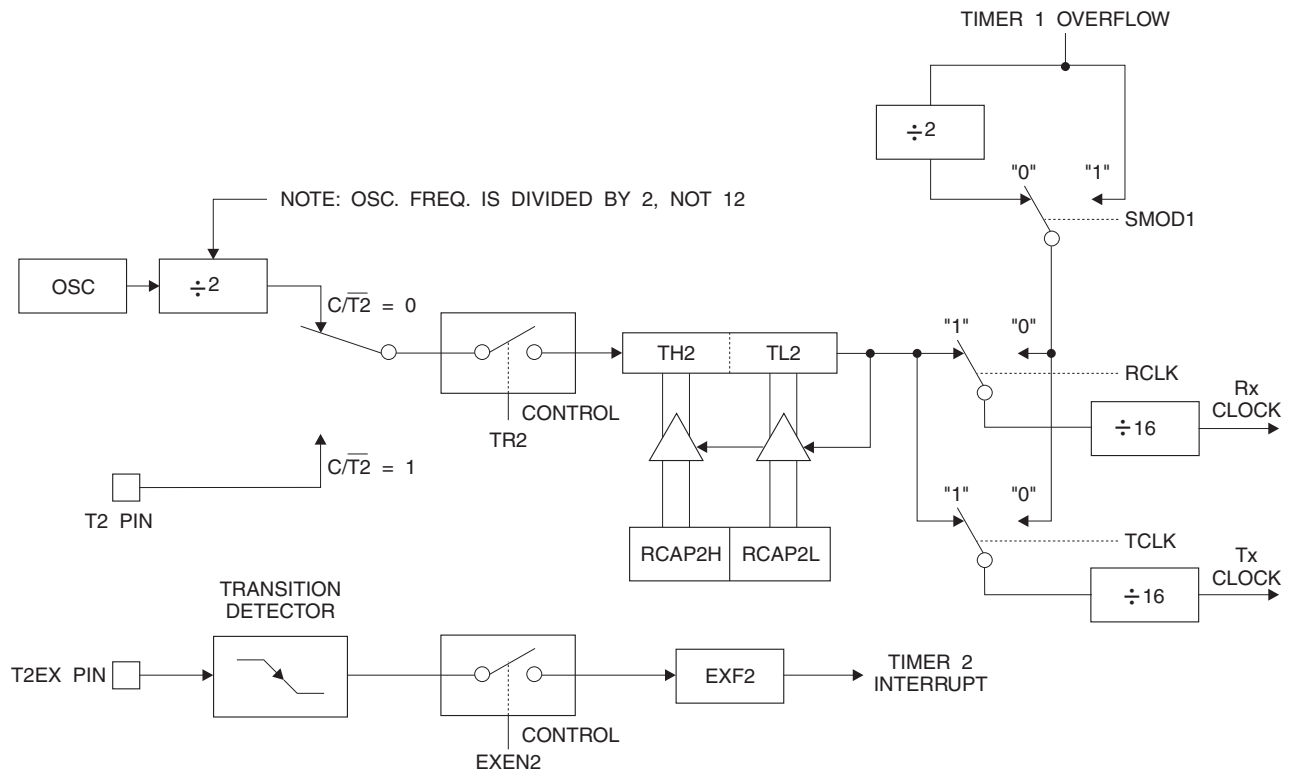 TIMER 1 OVERFLOW
÷2
"0" "1"
SMOD1
NOTE: OSC. FREQ. IS DIVIDED BY 2, NOT 12
OSC
÷2
C/T̅2̅ = 0
TH2 TL2
"1" "0"
RCLK
Rx
CLOCK
÷16
CONTROL
TR2
C/T̅2̅ = 1
T2 PIN
"1" "0"
TCLK
RCAP2H RCAP2L
Tx
CLOCK
÷16
TRANSITION
DETECTOR
T2EX PIN
EXF2
TIMER 2
INTERRUPT
CONTROL
EXEN2